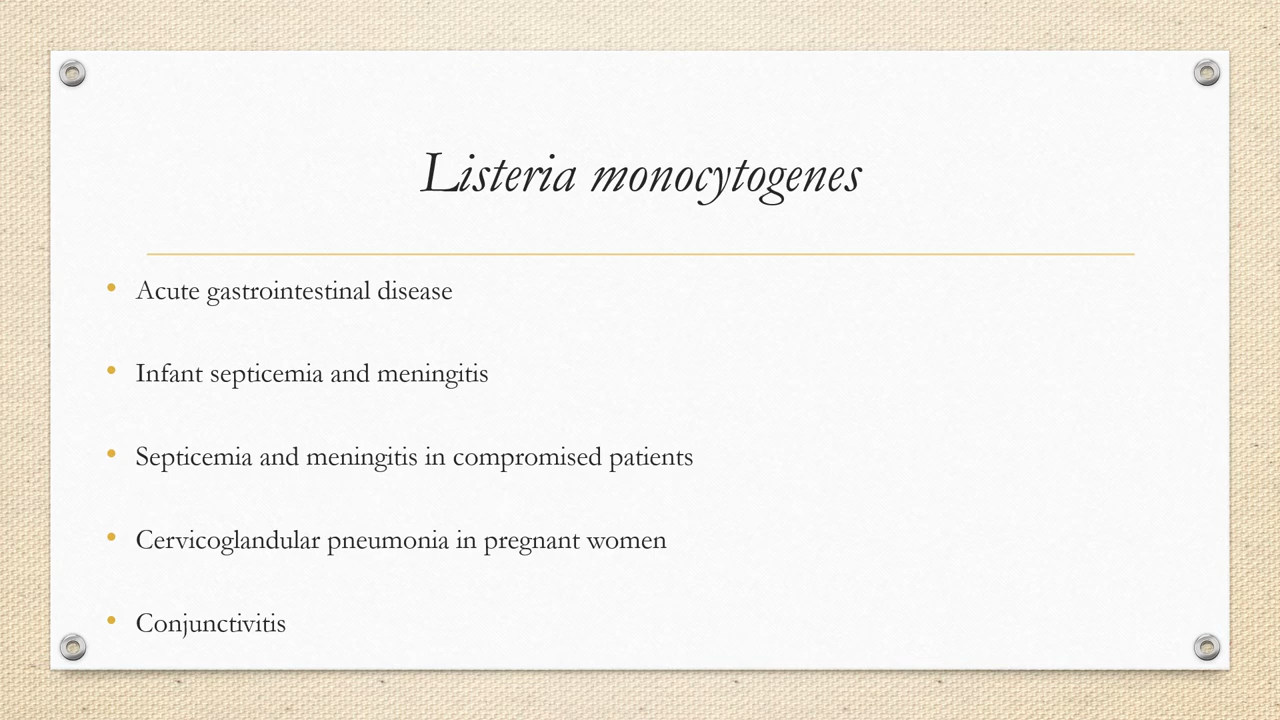 Listeria monocytogenes
• Acute gastrointestinal disease
• Infant septicemia and meningitis
• Septicemia and meningitis in compromised patients
• Cervicoglandular pneumonia in pregnant women
• Conjunctivitis